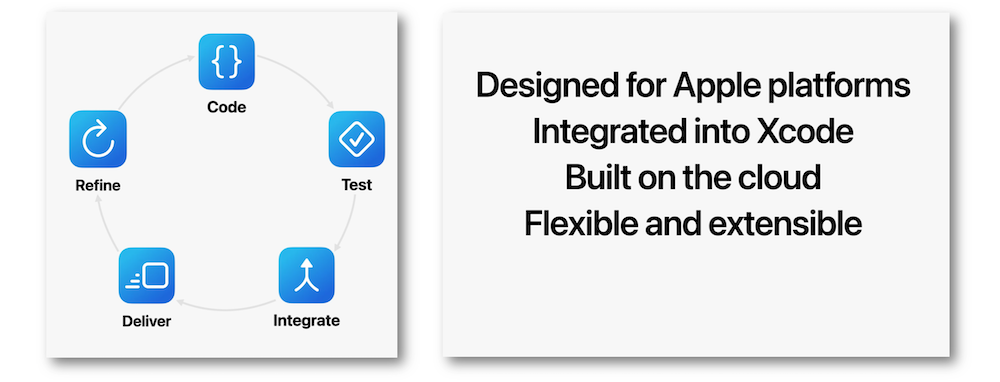 Code
Refine
Test
Deliver
Integrate
Designed for Apple platforms
Integrated into Xcode
Built on the cloud
Flexible and extensible